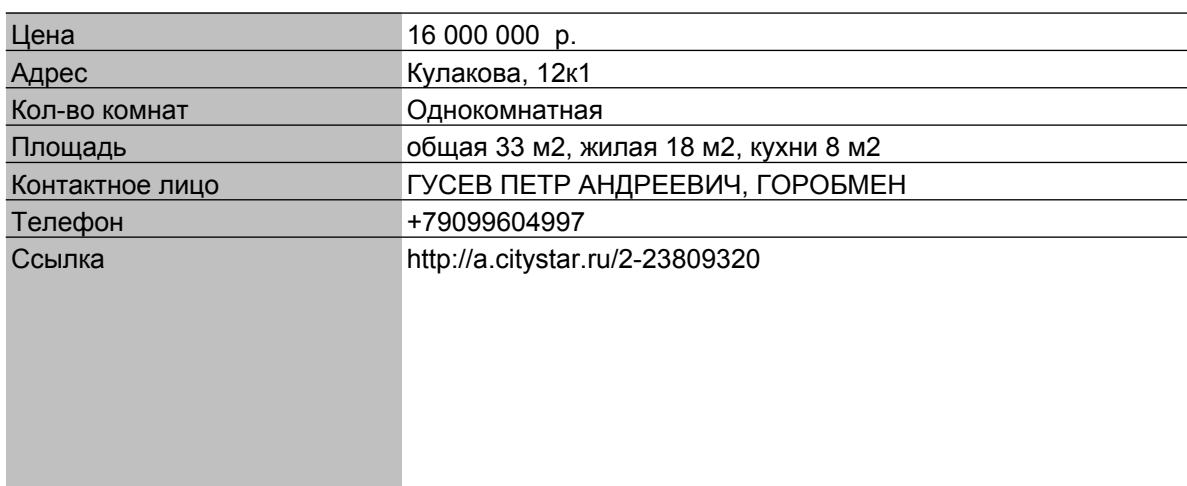 Цена 16 000 000 р.
Адрес Кулакова, 12к1
Кол-во комнат Однокомнатная
Площадь общая 33 м2, жилая 18 м2, кухни 8 м2
Контактное лицо ГУСЕВ ПЕТР АНДРЕЕВИЧ, ГОРОБМЕН
Телефон +79099604997
Ссылка http://a.citystar.ru/2-23809320